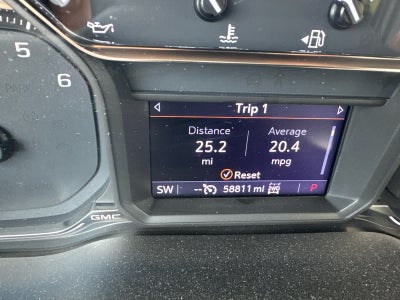 5
6
Trip 1
Distance Average
25.2 20.4
mi mpg
Reset
SW -- 58811 mi P
GMC